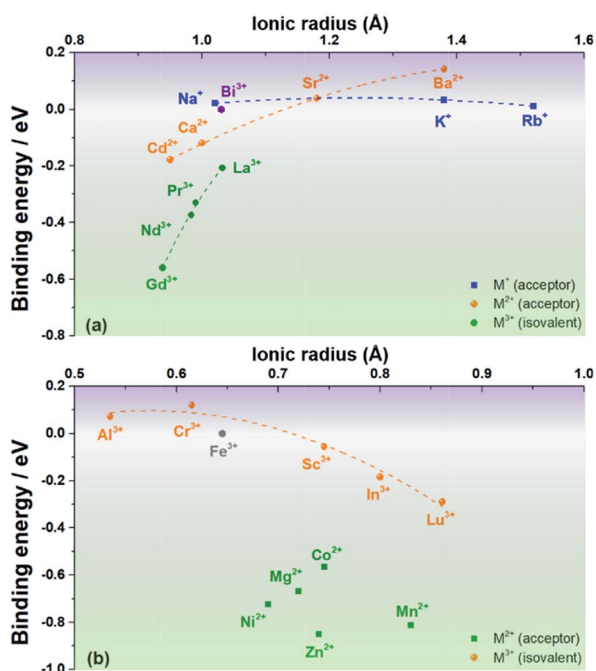 Ionic radius (Å)
0.8 1.0 1.2 1.4 1.6
0.2
0.0
-0.2
-0.4
-0.6
-0.8
Binding energy / eV
Na⁺
Bi³⁺
Sr²⁺
Ba²⁺
K⁺
Rb⁺
Ca²⁺
Cd²⁺
La³⁺
Pr³⁺
Nd³⁺
Gd³⁺
M⁺ (acceptor)
M²⁺ (acceptor)
M³⁺ (isovalent)
(a)
Ionic radius (Å)
0.5 0.6 0.7 0.8 0.9 1.0
0.2
0.0
-0.2
-0.4
-0.6
-0.8
-1.0
Binding energy / eV
Al³⁺
Cr³⁺
Fe³⁺
Sc³⁺
In³⁺
Lu³⁺
Co²⁺
Mg²⁺
Ni²⁺
Mn²⁺
Zn²⁺
M²⁺ (acceptor)
M³⁺ (isovalent)
(b)